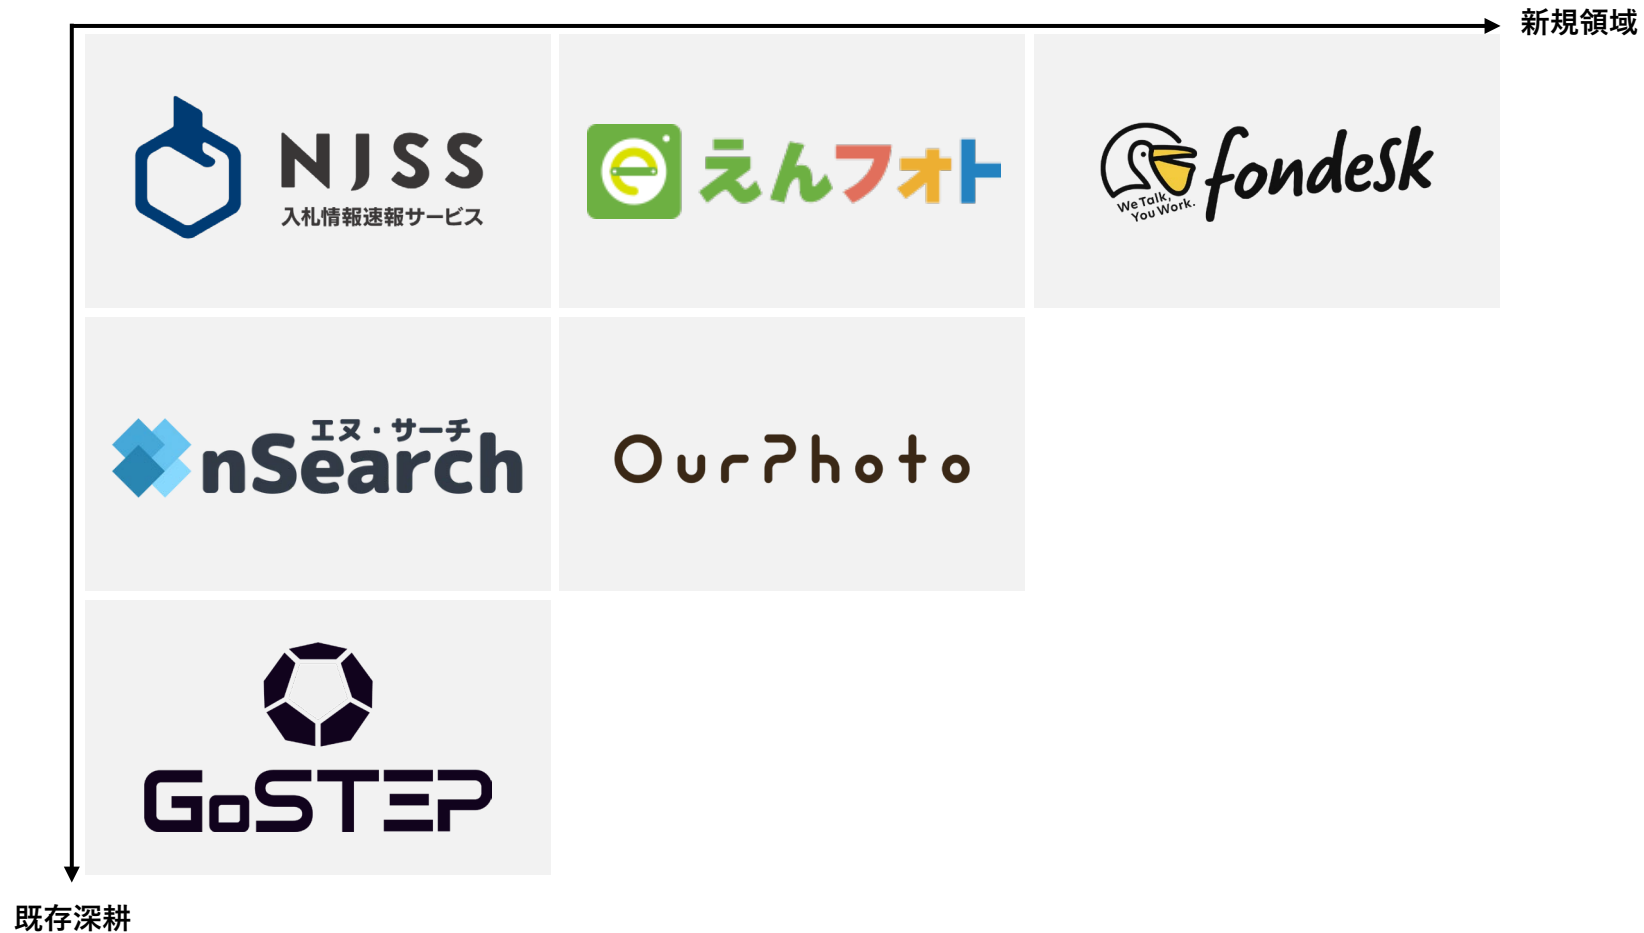 新規領域
NJSS
入札情報速報サービス
e えんフォト
We Talk,
You Work.
fondesk
エヌ・サーチ
nSearch
OurPhoto
GoSTEP
既存深耕